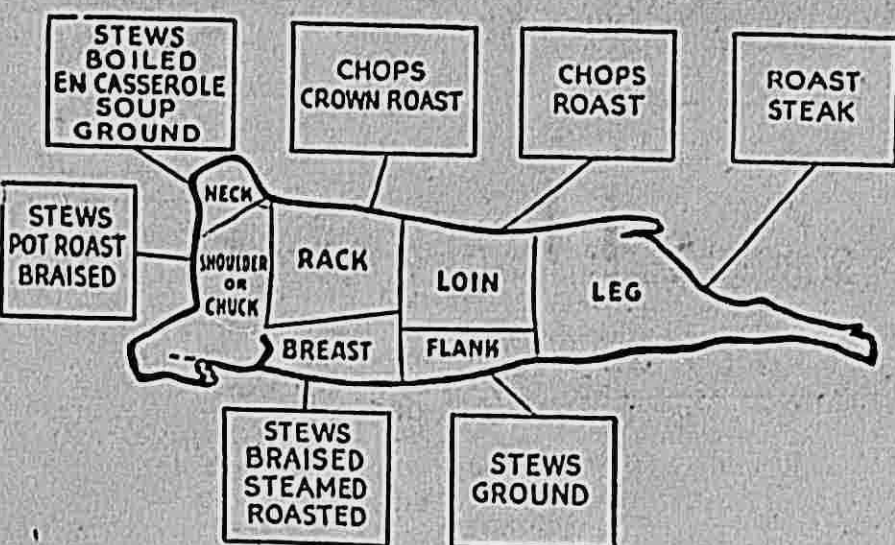 STEWS
BOILED
EN CASSEROLE
SOUP
GROUND
CHOPS
CROWN ROAST
CHOPS
ROAST
ROAST
STEAK
STEWS
POT ROAST
BRAISED
NECK
SHOULDER
OR
CHUCK
RACK
LOIN
LEG
BREAST
FLANK
STEWS
BRAISED
STEAMED
ROASTED
STEWS
GROUND